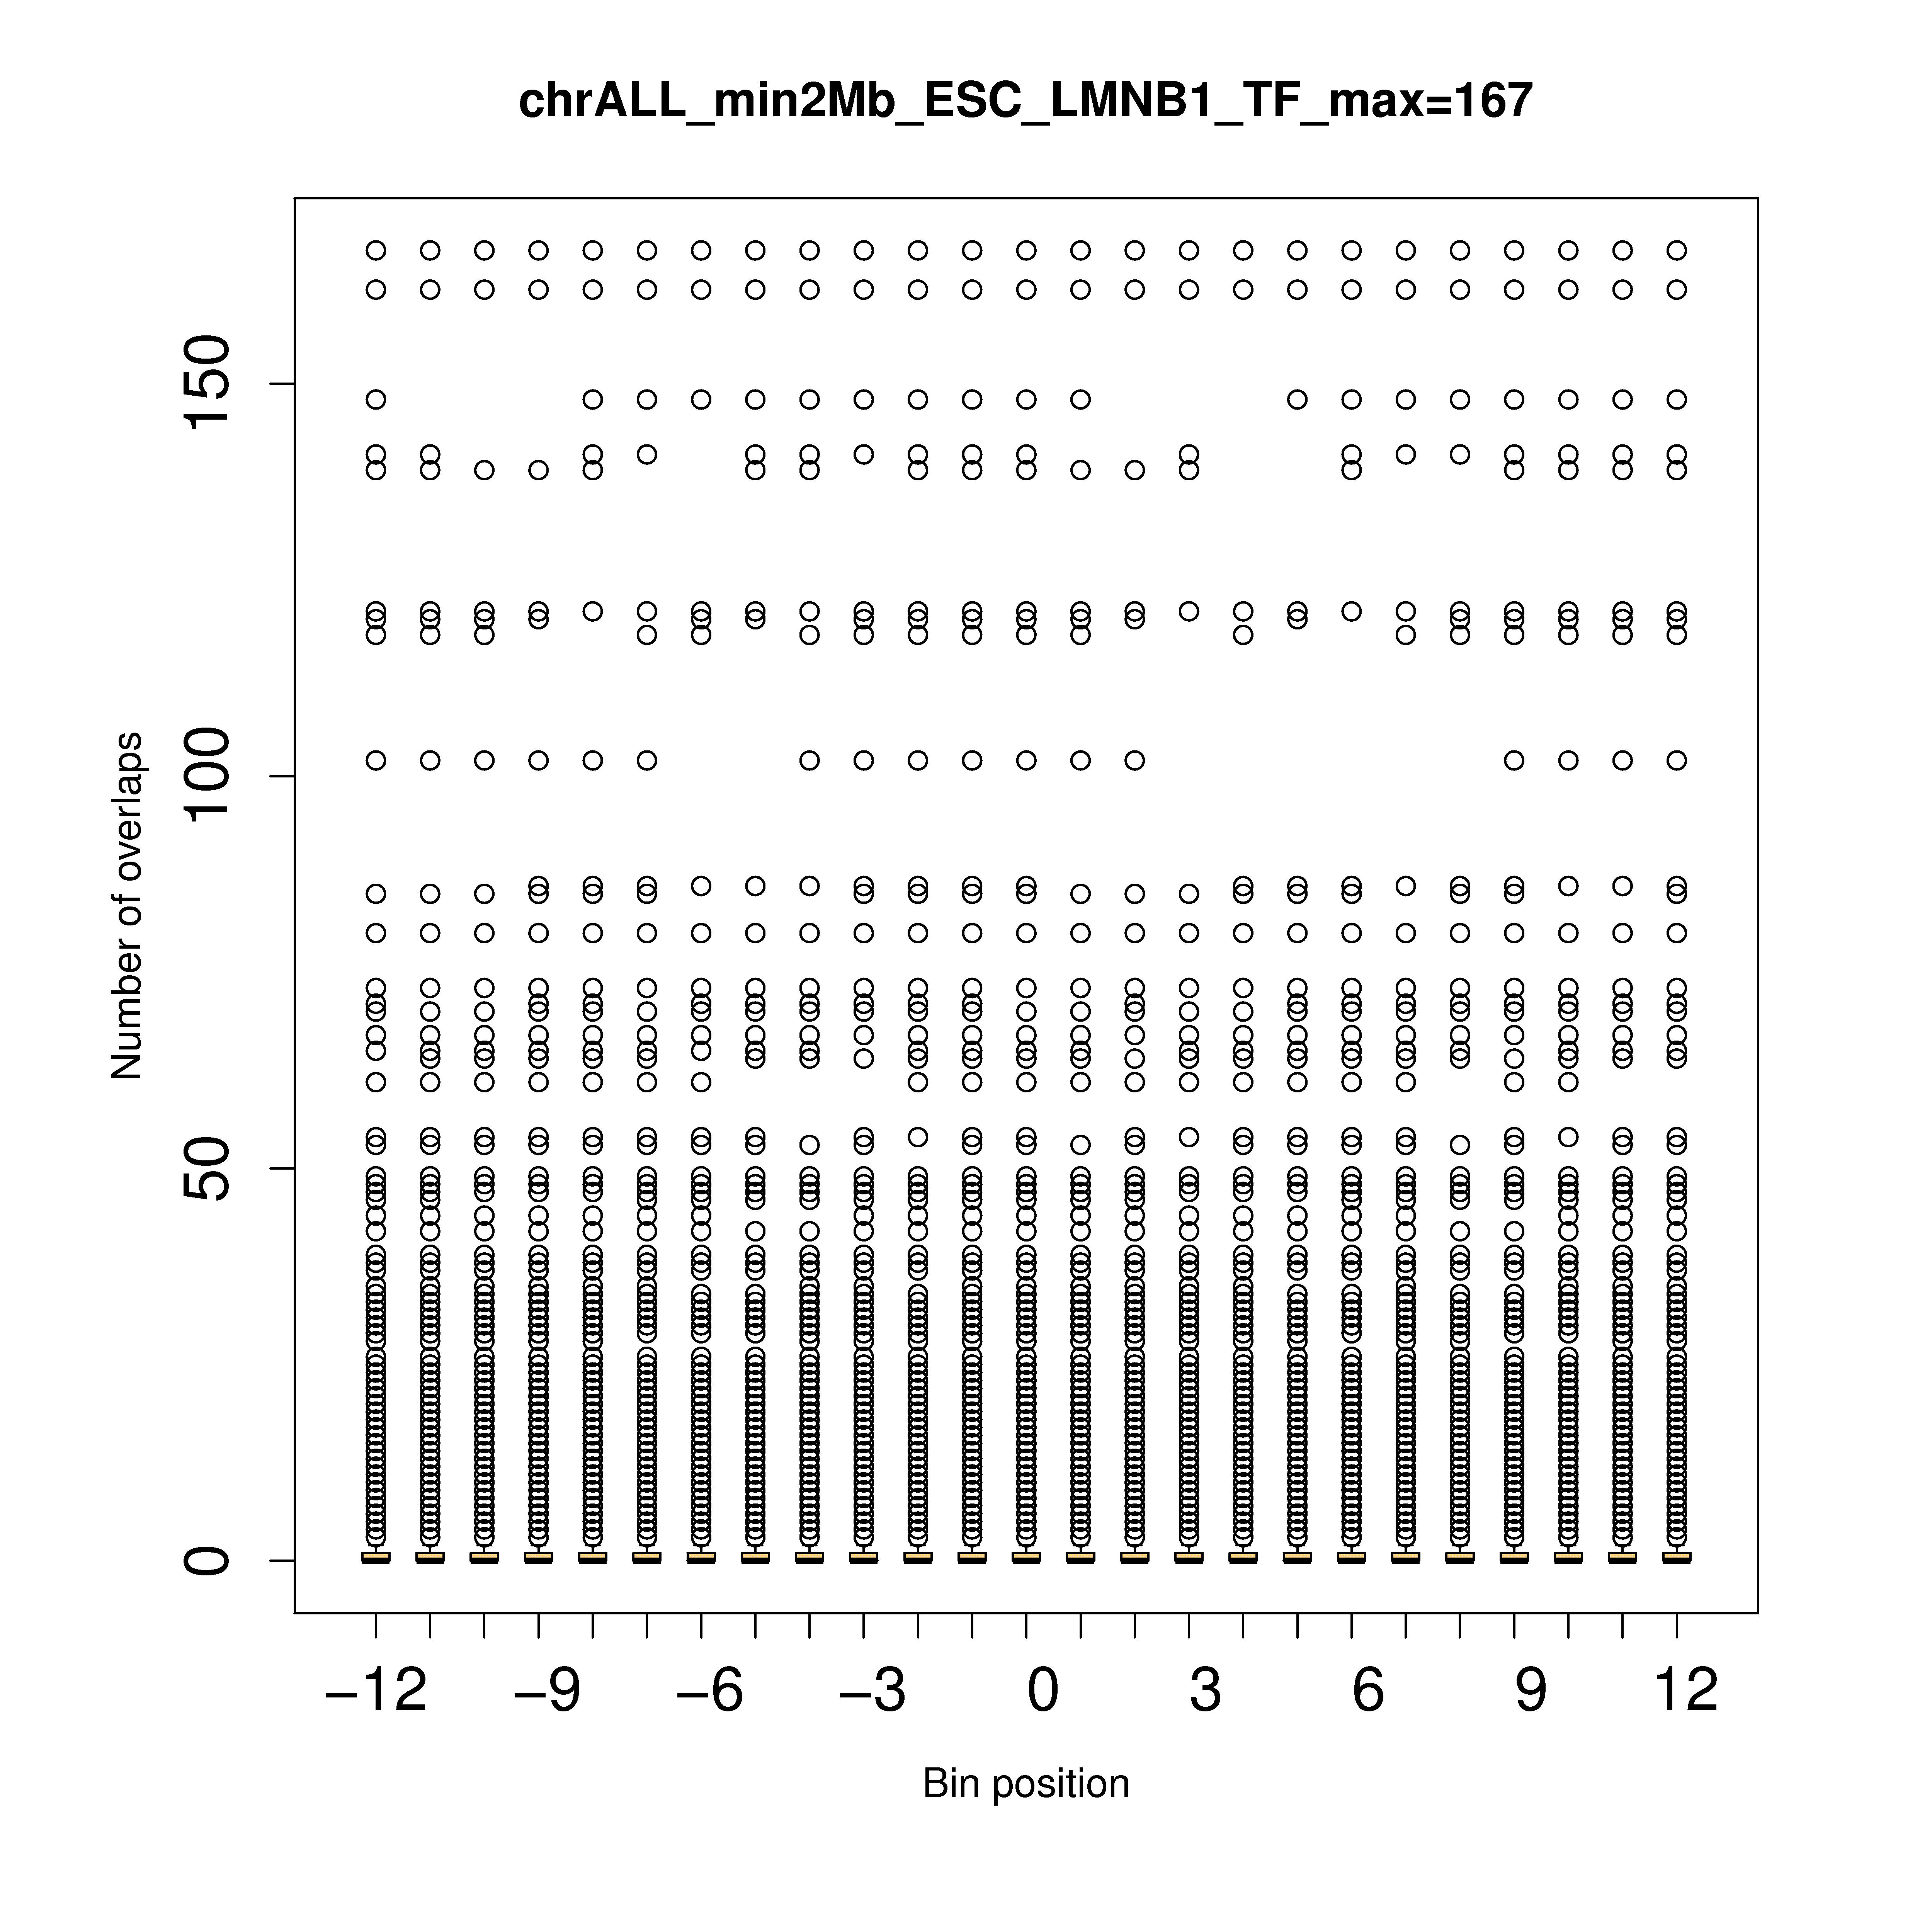 chrALL_min2Mb_ESC_LMNB1_TF_max=167
Number of overlaps
150
100
50
0
−12 −9 −6 −3 0 3 6 9 12
Bin position